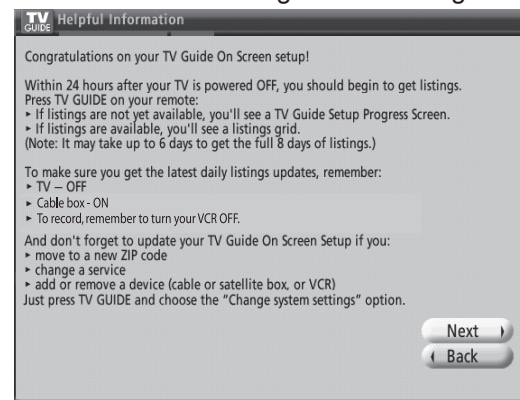 TV GUIDE Helpful Information
Congratulations on your TV Guide On Screen setup!
Within 24 hours after your TV is powered OFF, you should begin to get listings.
Press TV GUIDE on your remote:
▸ If listings are not yet available, you'll see a TV Guide Setup Progress Screen.
▸ If listings are available, you'll see a listings grid.
(Note: It may take up to 6 days to get the full 8 days of listings.)
To make sure you get the latest daily listings updates, remember:
▸ TV – OFF
▸ Cable box - ON
▸ To record, remember to turn your VCR OFF.
And don't forget to update your TV Guide On Screen Setup if you:
▸ move to a new ZIP code
▸ change a service
▸ add or remove a device (cable or satellite box, or VCR)
Just press TV GUIDE and choose the “Change system settings” option.
Next
Back